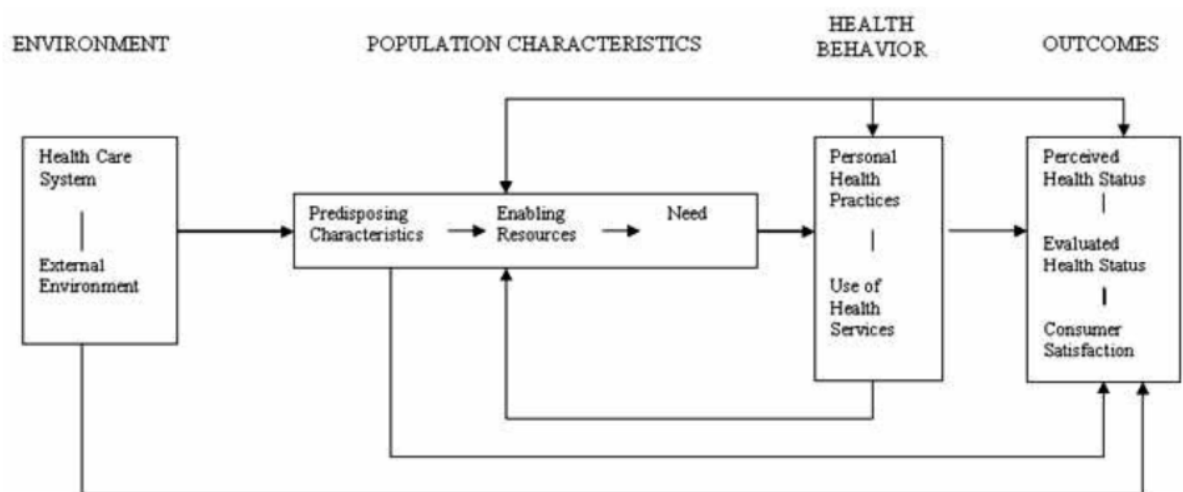 ENVIRONMENT
POPULATION CHARACTERISTICS
HEALTH
BEHAVIOR
OUTCOMES
Health Care
System
External
Environment
Predisposing
Characteristics
Enabling
Resources
Need
Personal
Health
Practices
Use of
Health
Services
Perceived
Health Status
Evaluated
Health Status
Consumer
Satisfaction